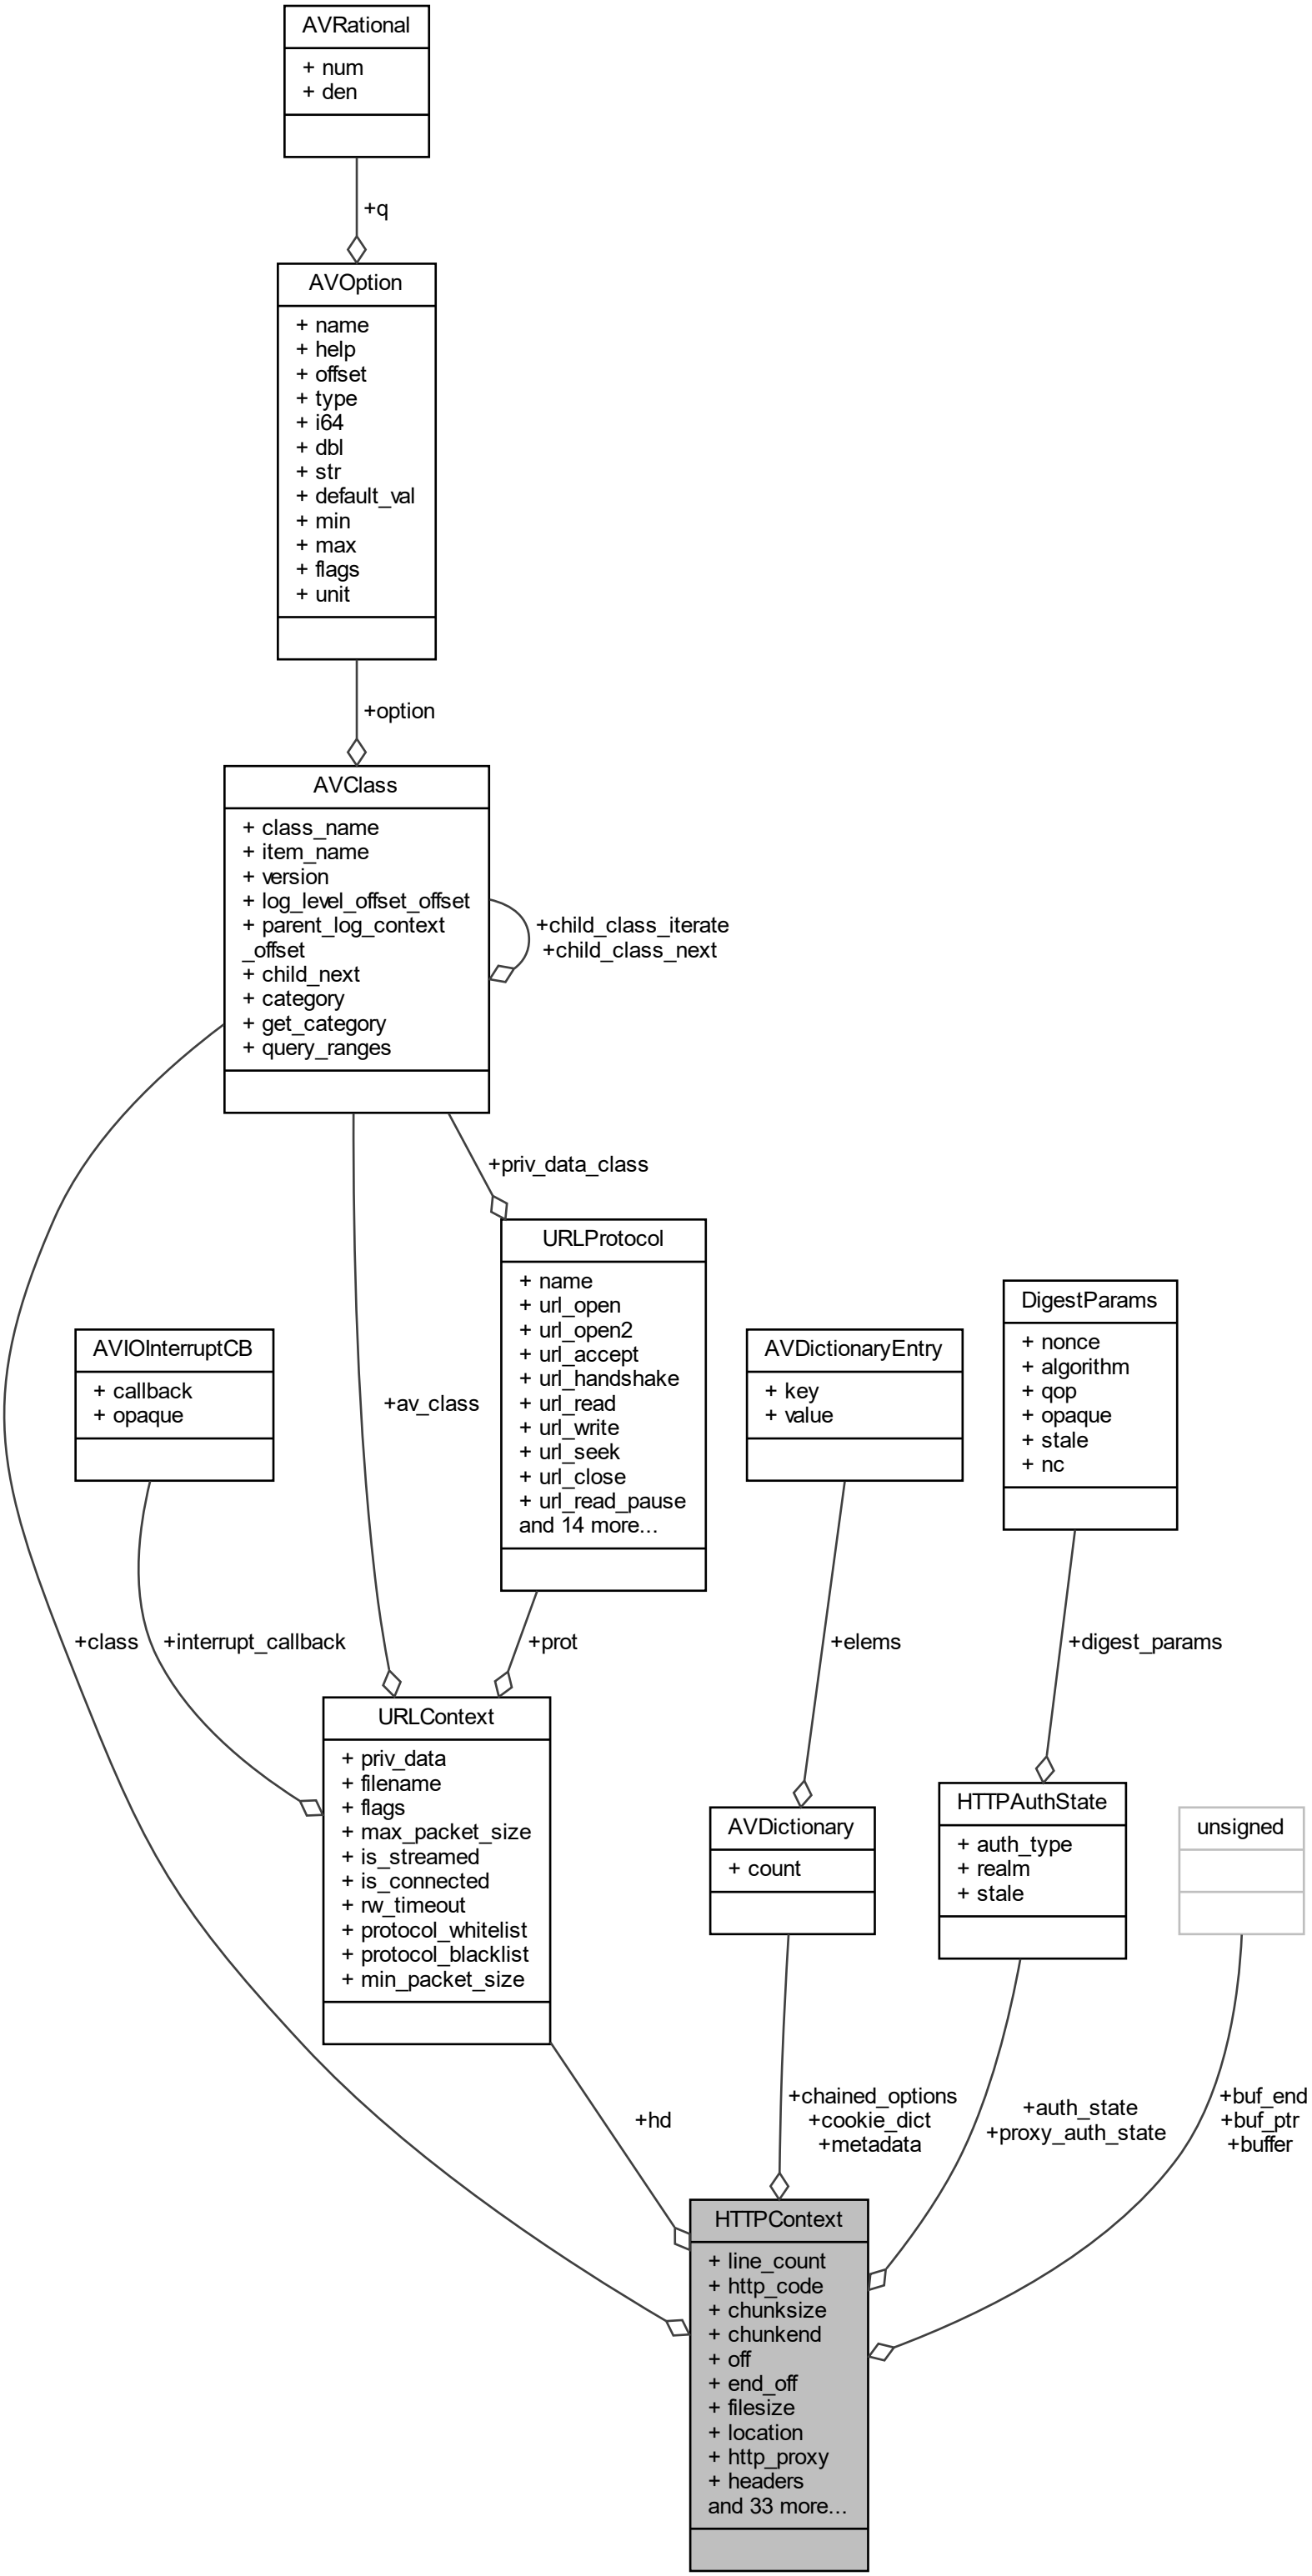 AVRational
+ num
+ den
+q
AVOption
+ name
+ help
+ offset
+ type
+ i64
+ dbl
+ str
+ default_val
+ min
+ max
+ flags
+ unit
+option
AVClass
+ class_name
+ item_name
+ version
+ log_level_offset_offset
+ parent_log_context
_offset
+ child_next
+ category
+ get_category
+ query_ranges
+child_class_iterate
+child_class_next
+priv_data_class
URLProtocol
+ name
+ url_open
+ url_open2
+ url_accept
+ url_handshake
+ url_read
+ url_write
+ url_seek
+ url_close
+ url_read_pause
and 14 more...
AVIOInterruptCB
+ callback
+ opaque
+av_class
AVDictionaryEntry
+ key
+ value
DigestParams
+ nonce
+ algorithm
+ qop
+ opaque
+ stale
+ nc
+class
+interrupt_callback
+prot
+elems
+digest_params
URLContext
+ priv_data
+ filename
+ flags
+ max_packet_size
+ is_streamed
+ is_connected
+ rw_timeout
+ protocol_whitelist
+ protocol_blacklist
+ min_packet_size
AVDictionary
+ count
HTTPAuthState
+ auth_type
+ realm
+ stale
unsigned
+hd
+chained_options
+cookie_dict
+metadata
+auth_state
+proxy_auth_state
+buf_end
+buf_ptr
+buffer
HTTPContext
+ line_count
+ http_code
+ chunksize
+ chunkend
+ off
+ end_off
+ filesize
+ location
+ http_proxy
+ headers
and 33 more...